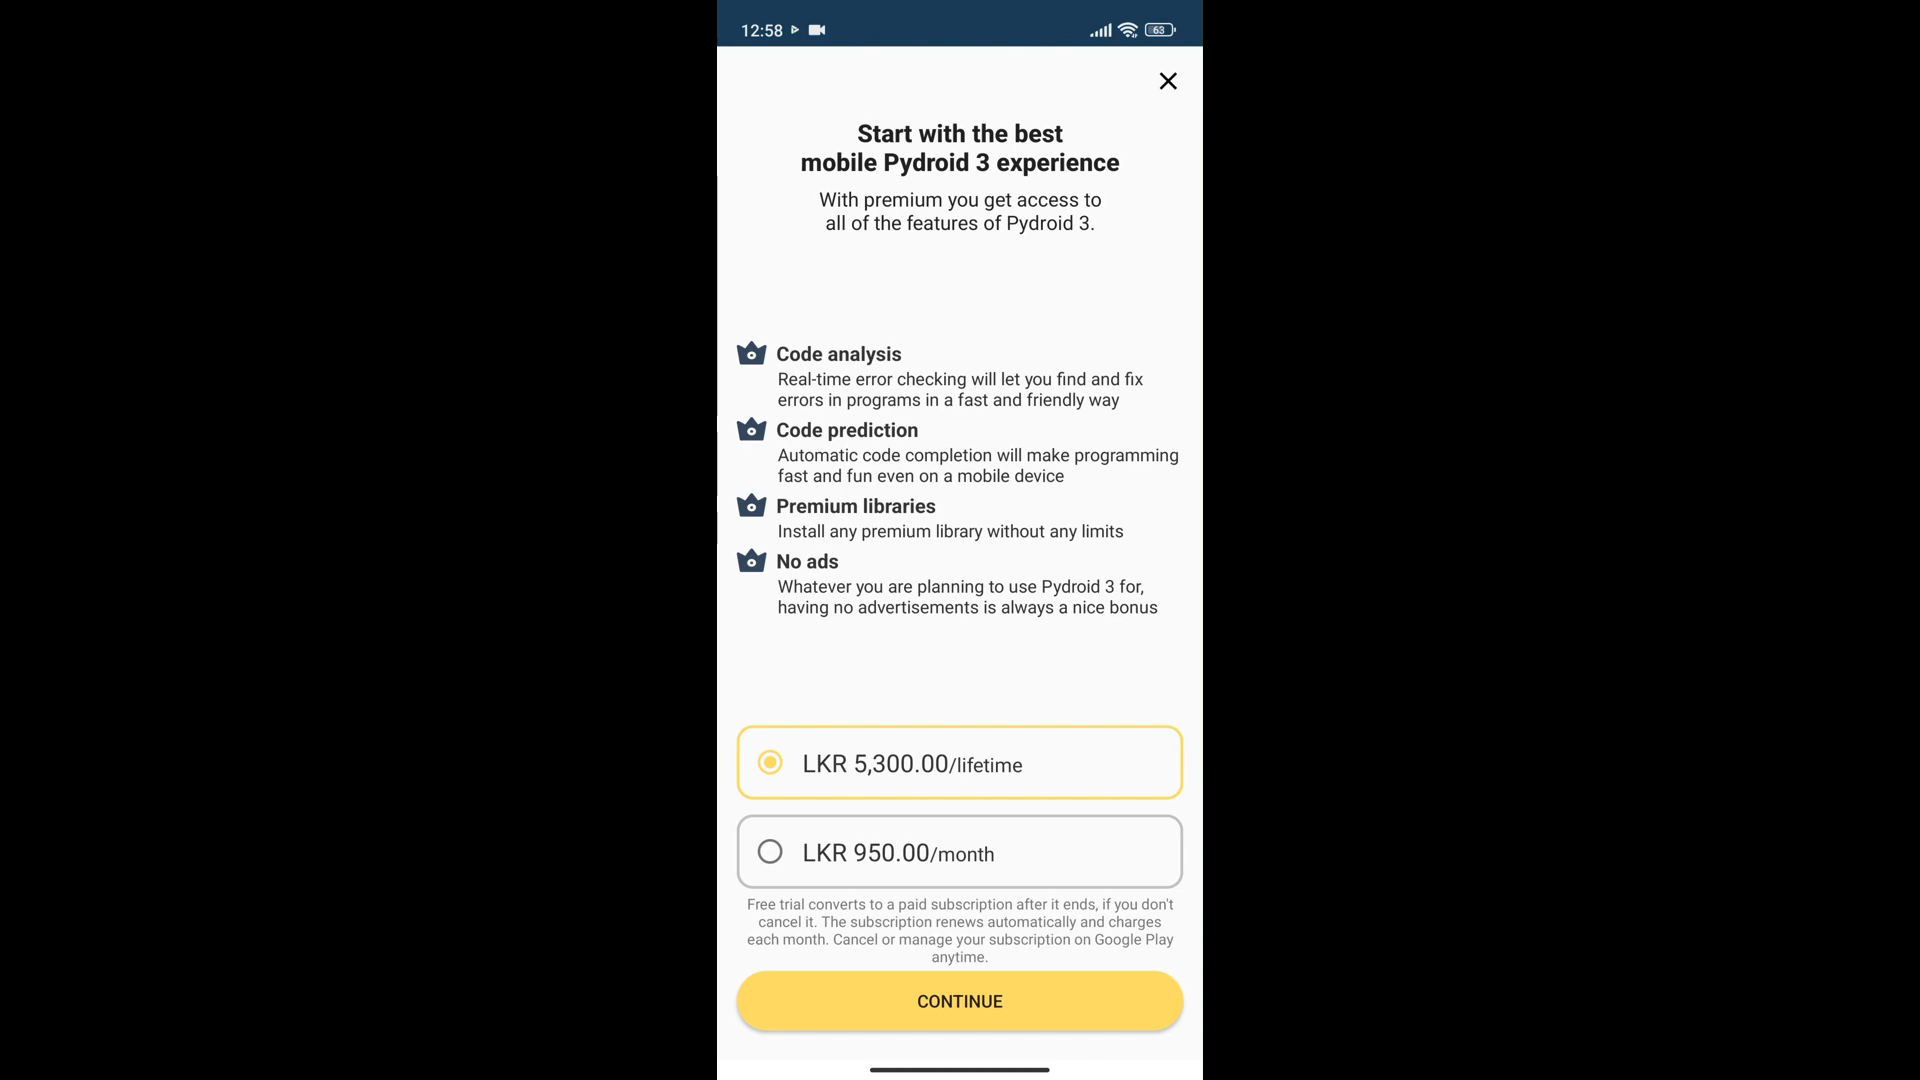 12:58
63
Start with the best
mobile Pydroid 3 experience
With premium you get access to
all of the features of Pydroid 3.
Code analysis
Real-time error checking will let you find and fix
errors in programs in a fast and friendly way
Code prediction
Automatic code completion will make programming
fast and fun even on a mobile device
Premium libraries
Install any premium library without any limits
No ads
Whatever you are planning to use Pydroid 3 for,
having no advertisements is always a nice bonus
LKR 5,300.00/lifetime
LKR 950.00/month
Free trial converts to a paid subscription after it ends, if you don't
cancel it. The subscription renews automatically and charges
each month. Cancel or manage your subscription on Google Play
anytime.
CONTINUE